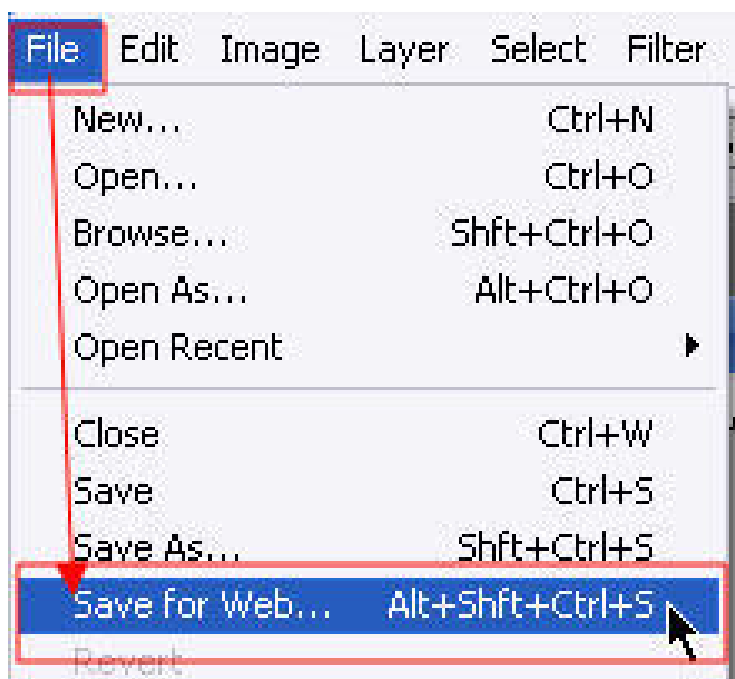 File Edit Image Layer Select Filter
New... Ctrl+N
Open... Ctrl+O
Browse... Shft+Ctrl+O
Open As... Alt+Ctrl+O
Open Recent
Close Ctrl+W
Save Ctrl+S
Save As... Shft+Ctrl+S
Save for Web... Alt+Shft+Ctrl+S
Revert